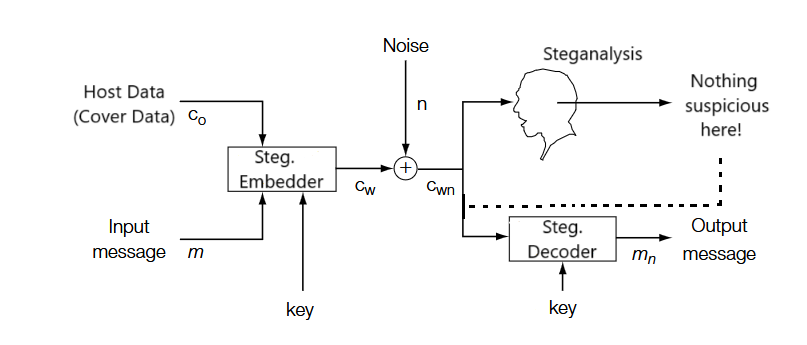 Noise
Steganalysis
Host Data
(Cover Data)
c₀
n
Nothing
suspicious
here!
Steg.
Embedder
+
cw
cwn
Input
message
m
Steg.
Decoder
mn
Output
message
key
key